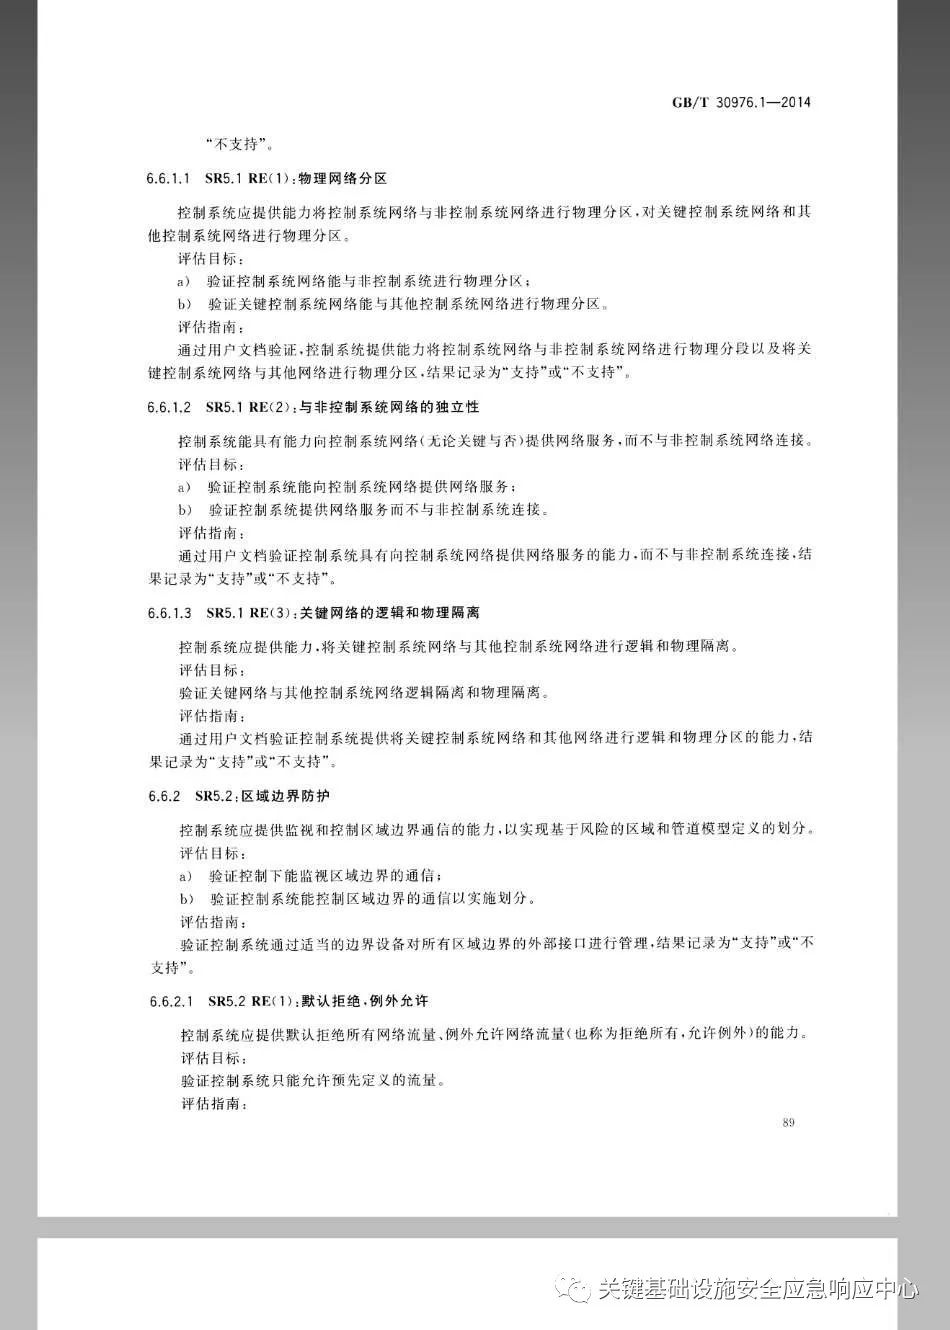 GB/T 30976.1—2014
“不支持”。
6.6.1.1 SR5.1 RE(1):物理网络分区
控制系统应提供能力将控制系统网络与非控制系统网络进行物理分区,对关键控制系统网络和其
他控制系统网络进行物理分区。
评估目标:
a) 验证控制系统网络能与非控制系统进行物理分区;
b) 验证关键控制系统网络能与其他控制系统网络进行物理分区。
评估指南:
通过用户文档验证,控制系统提供能力将控制系统网络与非控制系统网络进行物理分段以及将关
键控制系统网络与其他网络进行物理分区,结果记录为“支持”或“不支持”。
6.6.1.2 SR5.1 RE(2):与非控制系统网络的独立性
控制系统能具有能力向控制系统网络(无论关键与否)提供网络服务,而不与非控制系统网络连接。
评估目标:
a) 验证控制系统能向控制系统网络提供网络服务;
b) 验证控制系统提供网络服务而不与非控制系统连接。
评估指南:
通过用户文档验证控制系统具有向控制系统网络提供网络服务的能力,而不与非控制系统连接,结
果记录为“支持”或“不支持”。
6.6.1.3 SR5.1 RE(3):关键网络的逻辑和物理隔离
控制系统应提供能力,将关键控制系统网络与其他控制系统网络进行逻辑和物理隔离。
评估目标:
验证关键网络与其他控制系统网络逻辑隔离和物理隔离。
评估指南:
通过用户文档验证控制系统提供将关键控制系统网络和其他网络进行逻辑和物理分区的能力,结
果记录为“支持”或“不支持”。
6.6.2 SR5.2:区域边界防护
控制系统应提供监视和控制区域边界通信的能力,以实现基于风险的区域和管道模型定义的划分。
评估目标:
a) 验证控制下能监视区域边界的通信;
b) 验证控制系统能控制区域边界的通信以实施划分。
评估指南:
验证控制系统通过适当的边界设备对所有区域边界的外部接口进行管理,结果记录为“支持”或“不
支持”。
6.6.2.1 SR5.2 RE(1):默认拒绝,例外允许
控制系统应提供默认拒绝所有网络流量、例外允许网络流量(也称为拒绝所有,允许例外)的能力。
评估目标:
验证控制系统只能允许预先定义的流量。
评估指南:
89
关键基础设施安全应急响应中心